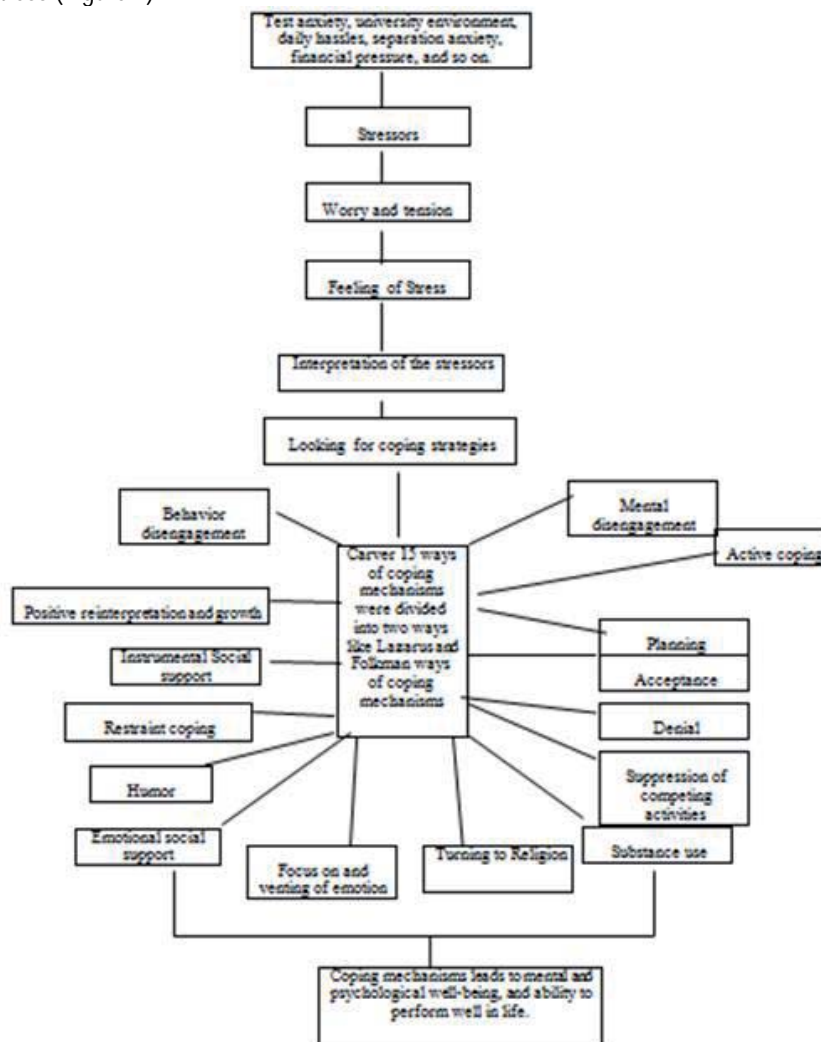 Test anxiety, university environment,
daily hassles, separation anxiety,
financial pressure, and so on.
Stressors
Worry and tension
Feeling of Stress
Interpretation of the stressors
Looking for coping strategies
Behavior
disengagement
Mental
disengagement
Active coping
Carver 15 ways
of coping
mechanisms
were divided
into two ways
like Lazarus and
Folkman ways
of coping
mechanisms
Positive reinterpretation and growth
Planning
Instrumental Social
support
Acceptance
Restraint coping
Denial
Humor
Suppression of
competing
activities
Emotional social
support
Focus on and
venting of emotion
Turning to Religion
Substance use
Coping mechanisms leads to mental and
psychological well-being, and ability to
perform well in life.